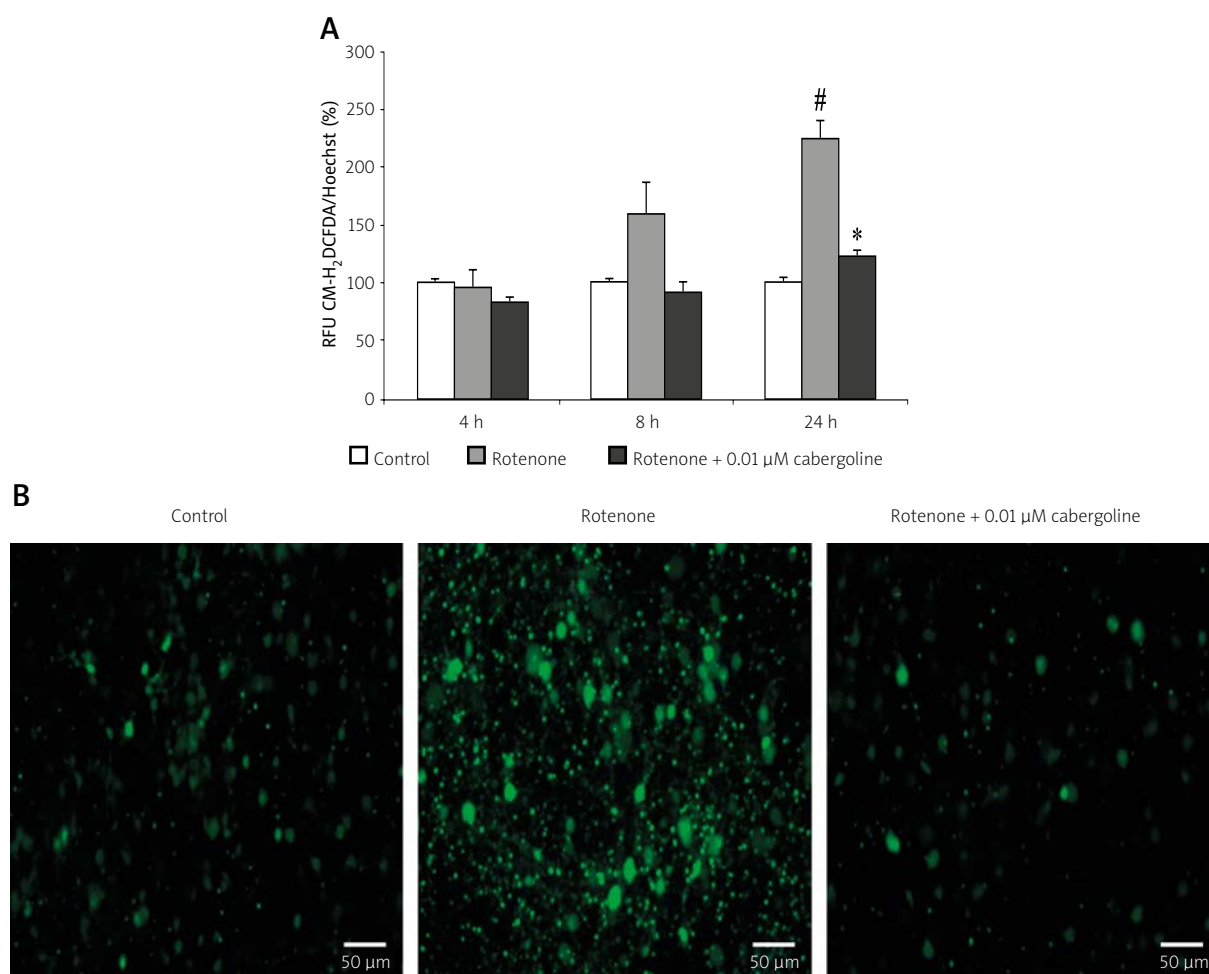 A
300
250
200
150
100
50
0
RFU CM-H₂DCFDA/Hoechst (%)
#
*
4 h 8 h 24 h
Control Rotenone Rotenone + 0.01 μM cabergoline
B
Control Rotenone Rotenone + 0.01 μM cabergoline
50 μm 50 μm 50 μm